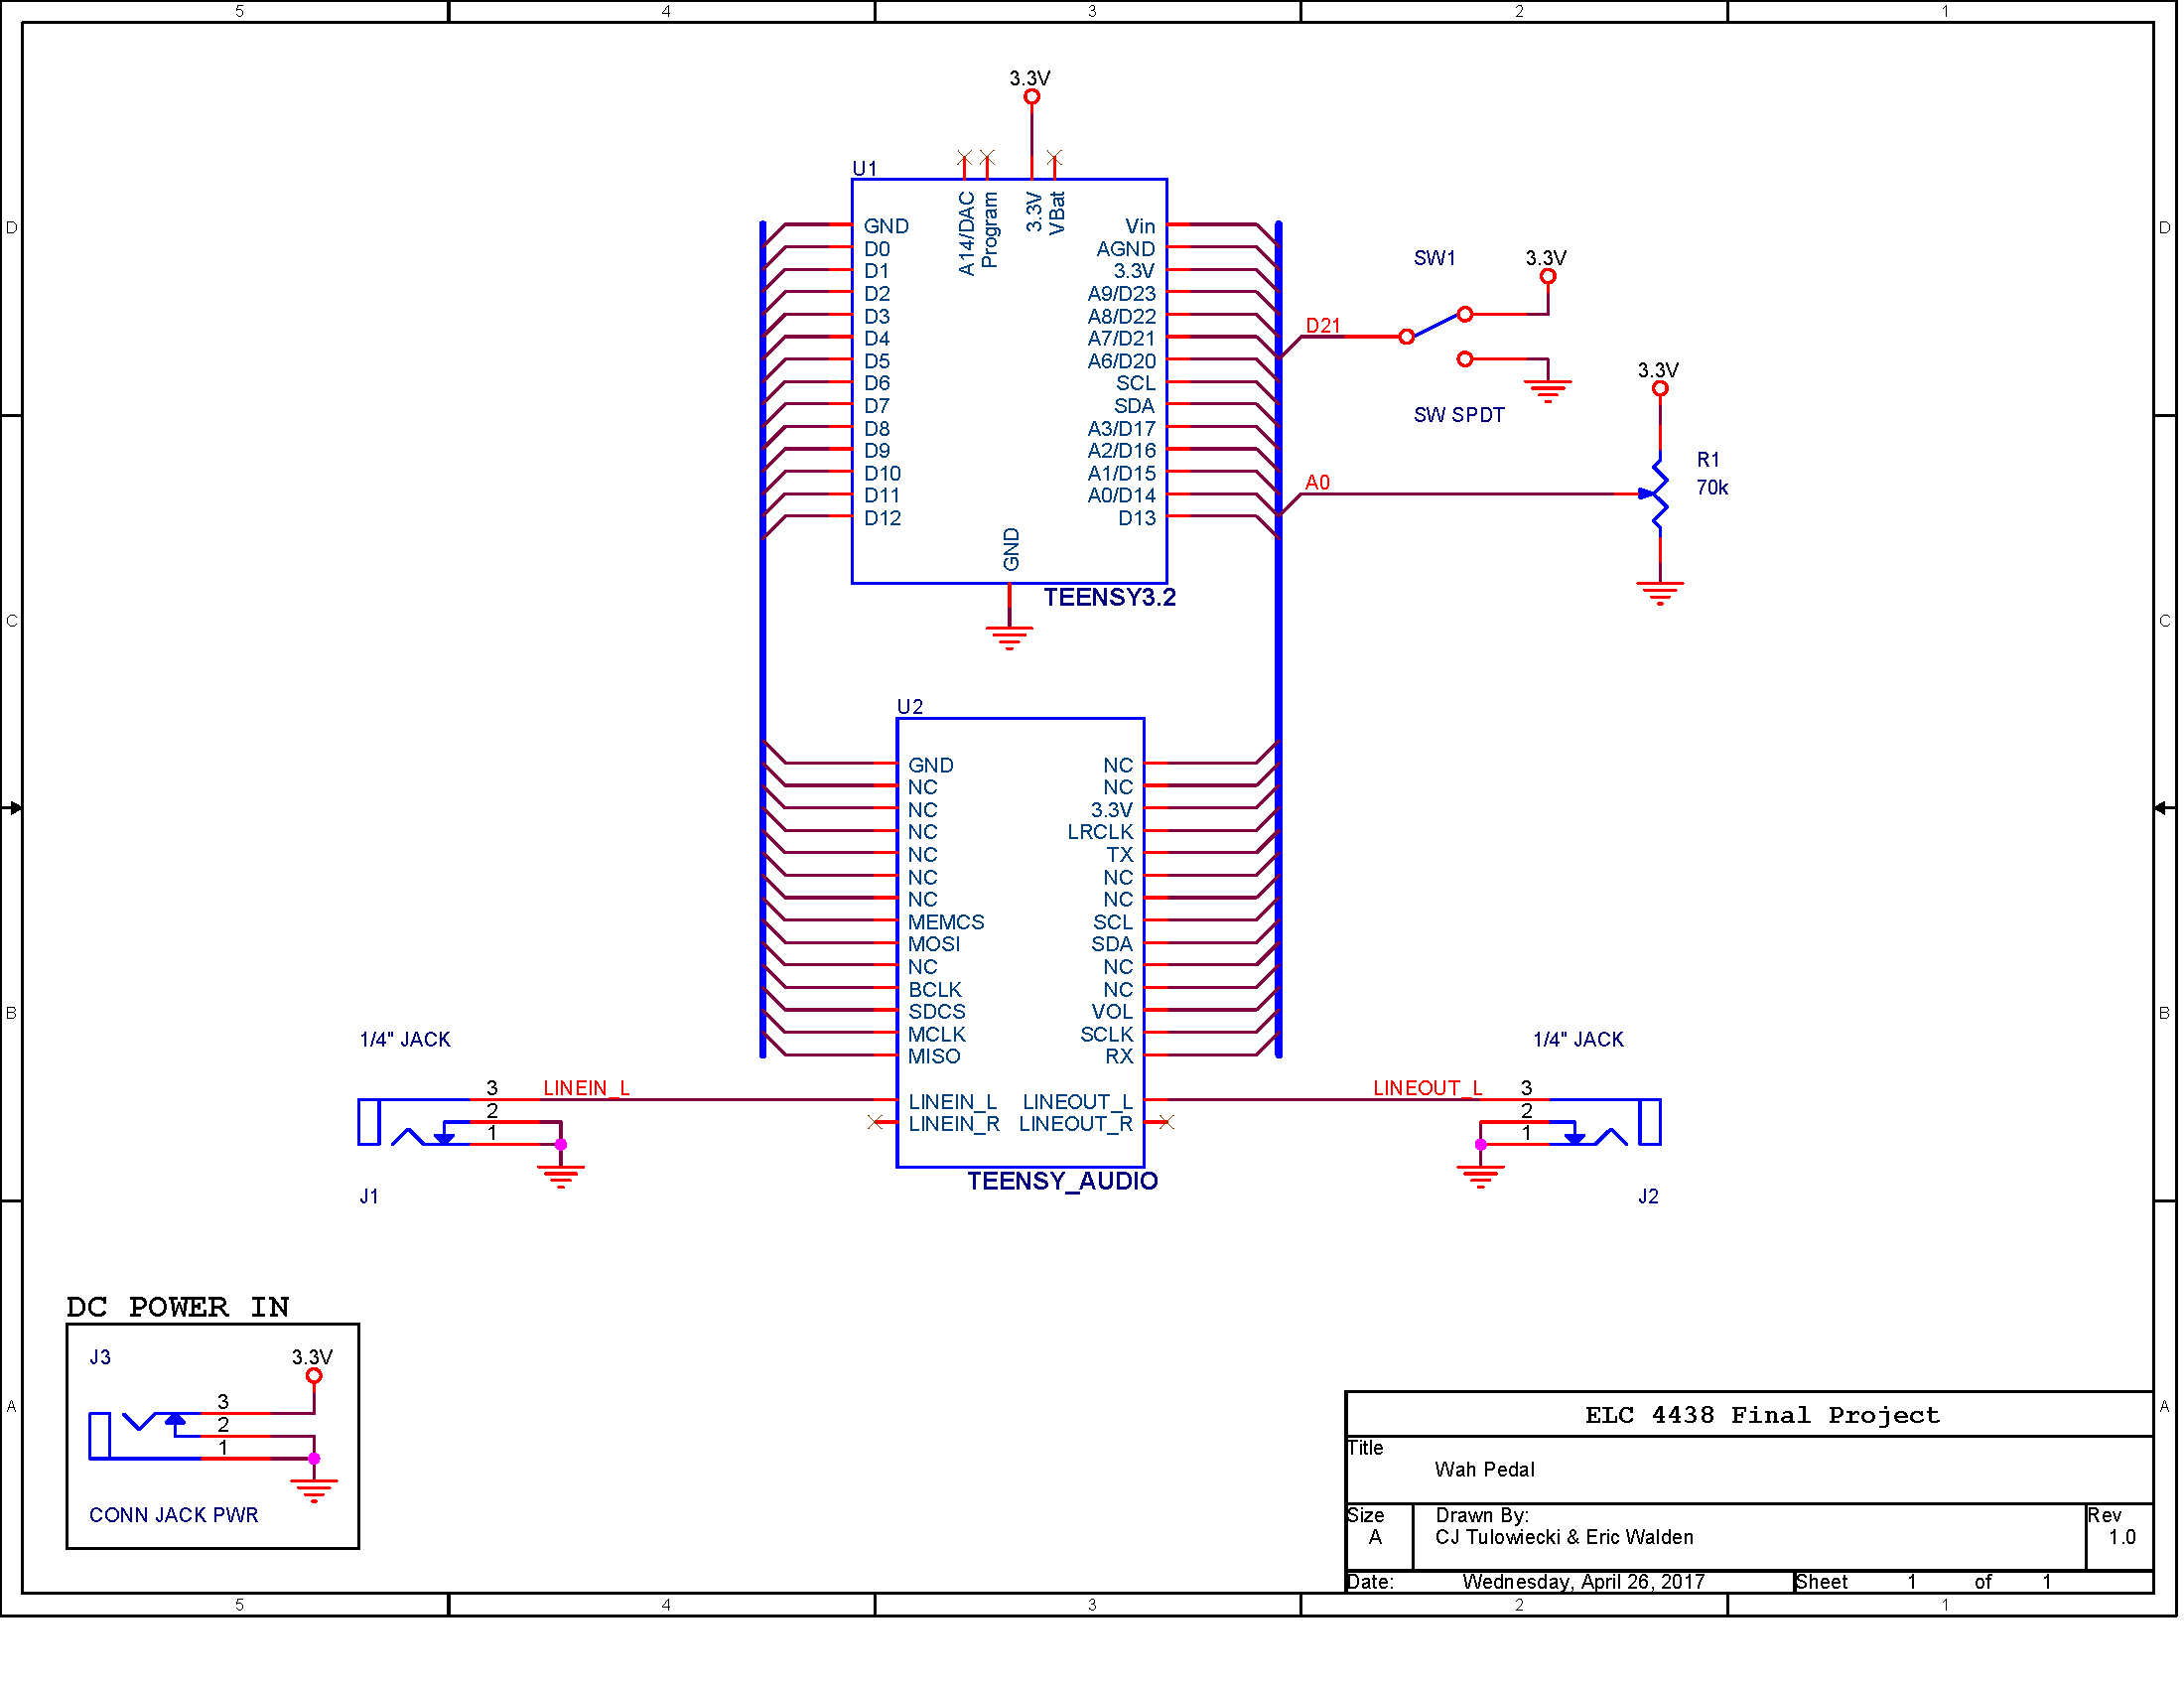 5 4 3 2 1
D D
C C
B B
A A
3.3V
U1
A14/DAC
Program
3.3V
VBat
GND Vin
D0 AGND
D1 3.3V
D2 A9/D23
D3 A8/D22
D4 A7/D21
D5 A6/D20
D6 SCL
D7 SDA
D8 A3/D17
D9 A2/D16
D10 A1/D15
D11 A0/D14
D12 D13
GND
TEENSY3.2
SW1 3.3V
D21
SW SPDT
3.3V
R1
70k
A0
U2
GND NC
NC NC
NC 3.3V
NC LRCLK
NC TX
NC NC
NC NC
MEMCS SCL
MOSI SDA
NC NC
BCLK NC
SDCS VOL
MCLK SCLK
MISO RX
LINEIN_L LINEOUT_L
LINEIN_R LINEOUT_R
TEENSY_AUDIO
1/4" JACK
3 LINEIN_L
2
1
J1
1/4" JACK
LINEOUT_L 3
2
1
J2
DC POWER IN
J3 3.3V
3
2
1
CONN JACK PWR
ELC 4438 Final Project
Title
Wah Pedal
Size Drawn By: Rev
A CJ Tulowiecki & Eric Walden 1.0
Date: Wednesday, April 26, 2017 Sheet 1 of 1
5 4 3 2 1